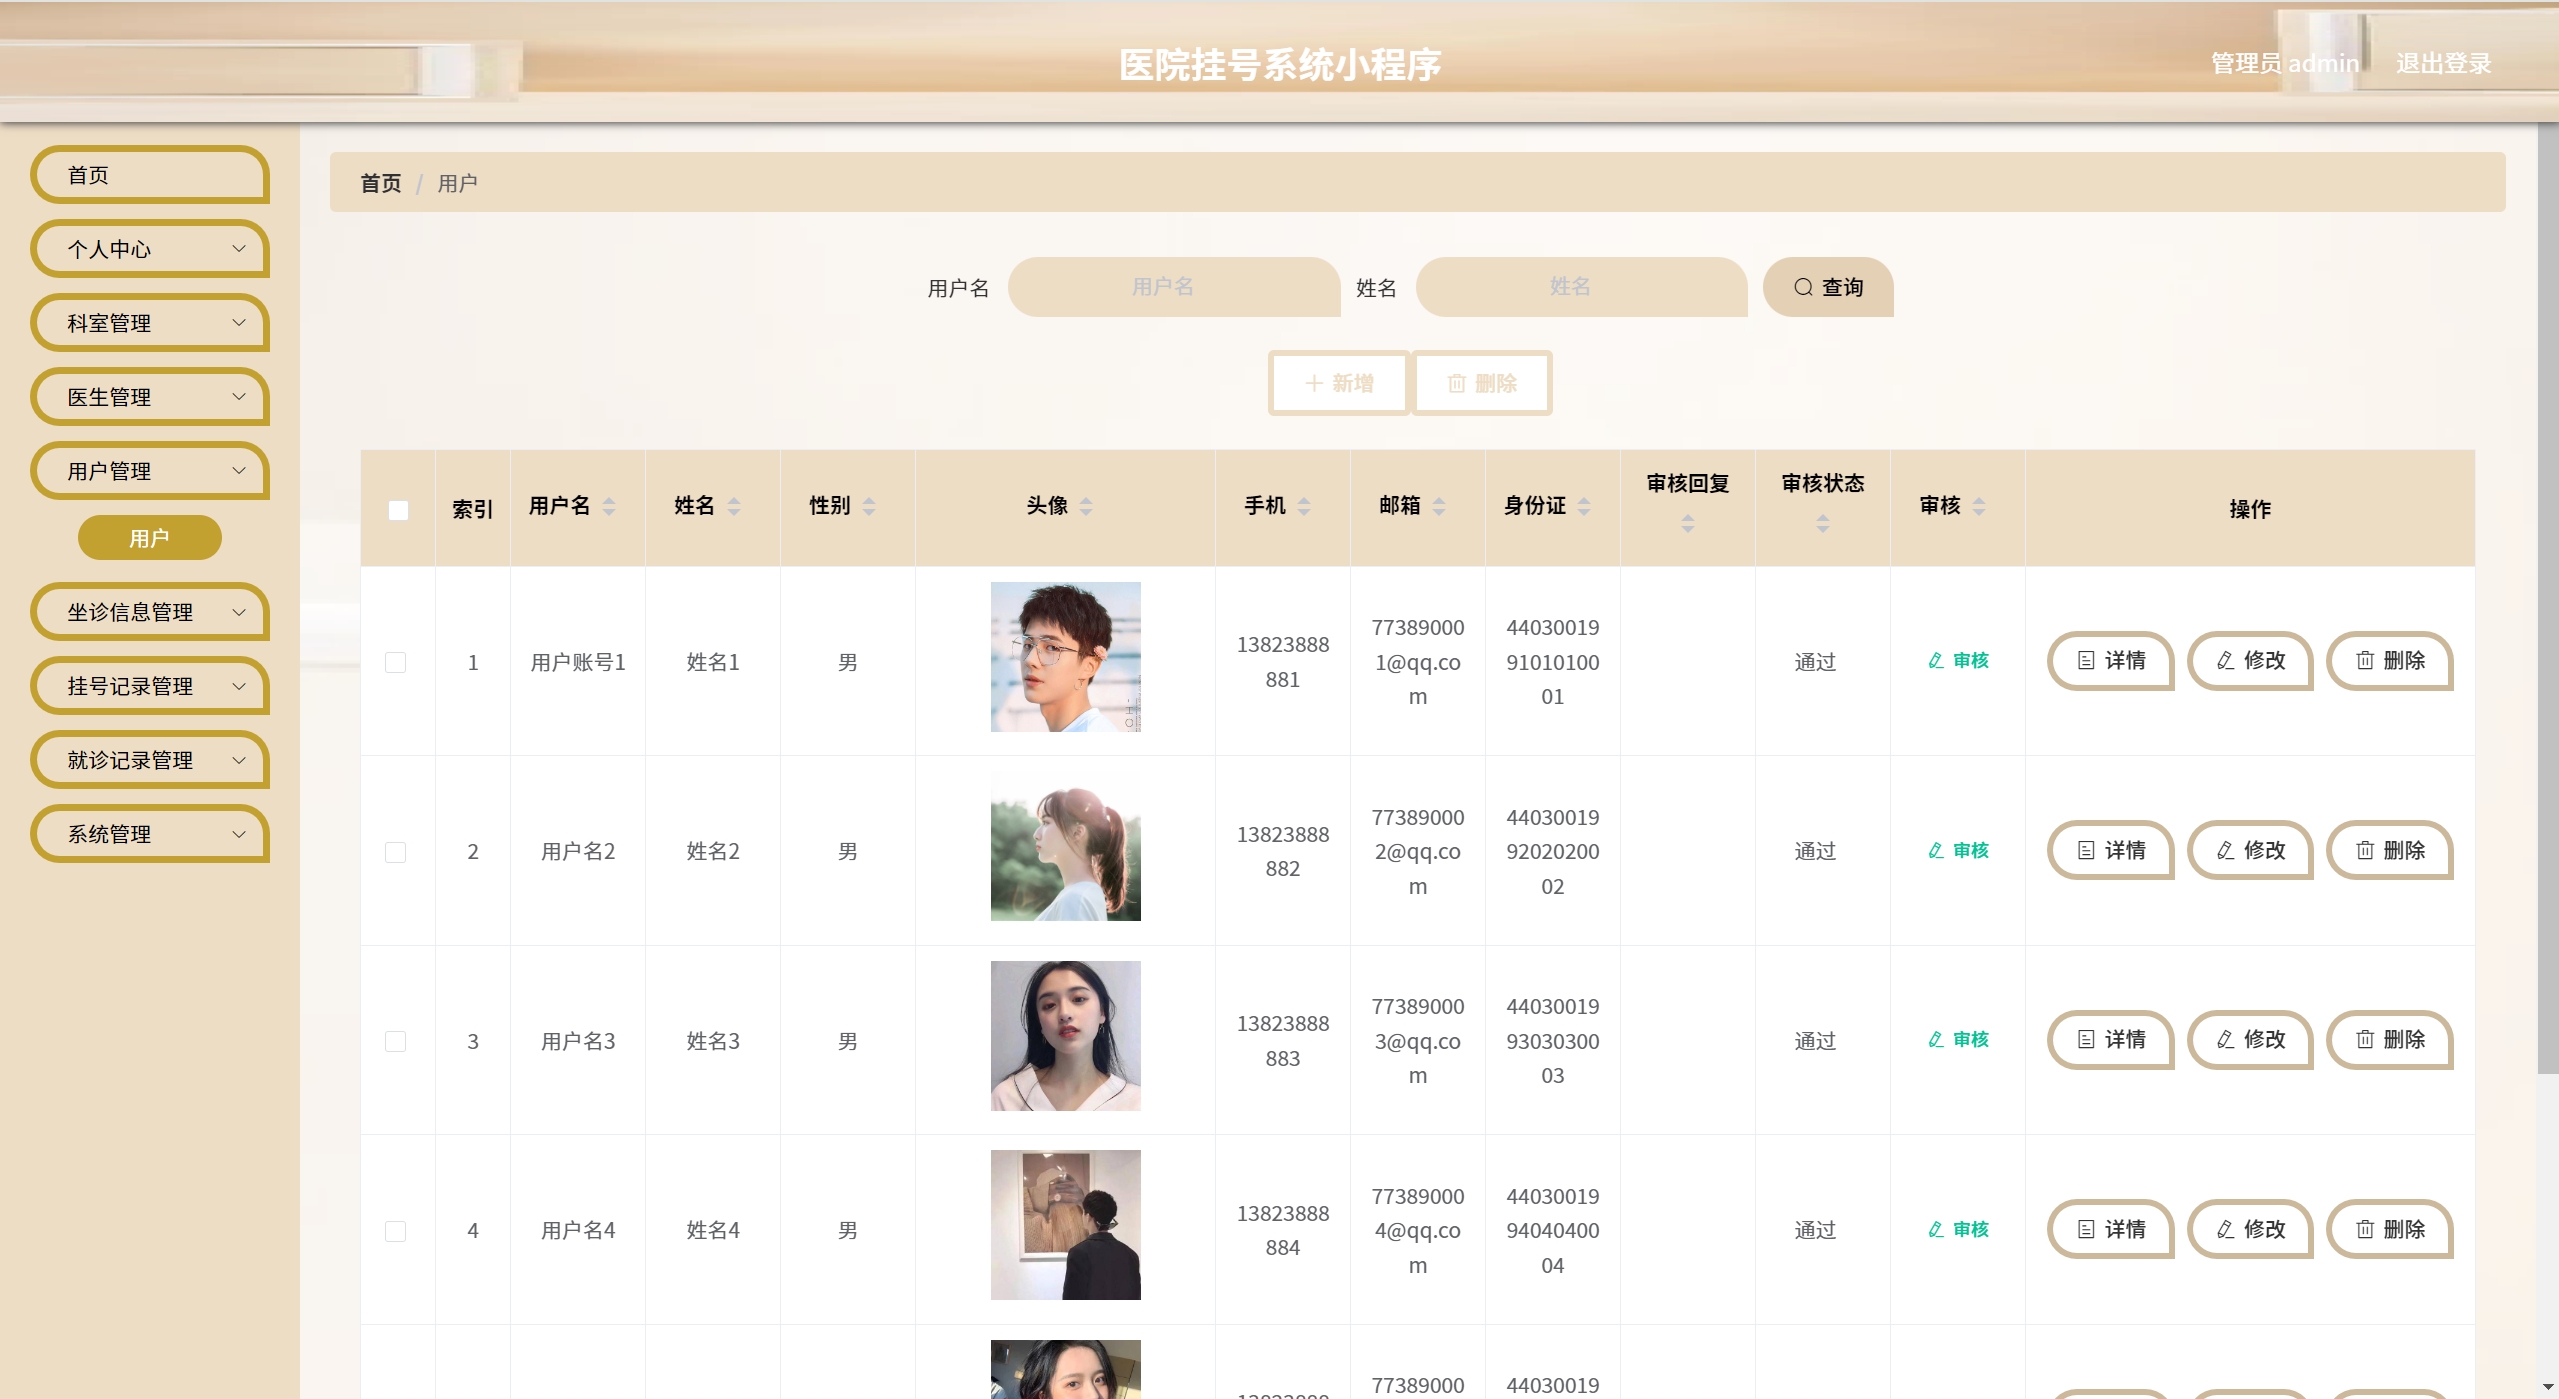 医院挂号系统小程序
管理员 admin 退出登录
首页
个人中心
科室管理
医生管理
用户管理
用户
坐诊信息管理
挂号记录管理
就诊记录管理
系统管理
首页 / 用户
用户名 用户名 姓名 姓名 查询
新增 删除
索引 用户名 姓名 性别 头像 手机 邮箱 身份证 审核回复 审核状态 审核 操作
1 用户账号1 姓名1 男 13823888881 773890001@qq.com 440300199101010001 通过 审核 详情 修改 删除
2 用户名2 姓名2 男 13823888882 773890002@qq.com 440300199202020002 通过 审核 详情 修改 删除
3 用户名3 姓名3 男 13823888883 773890003@qq.com 440300199303030003 通过 审核 详情 修改 删除
4 用户名4 姓名4 男 13823888884 773890004@qq.com 440300199404040004 通过 审核 详情 修改 删除
77389000 44030019